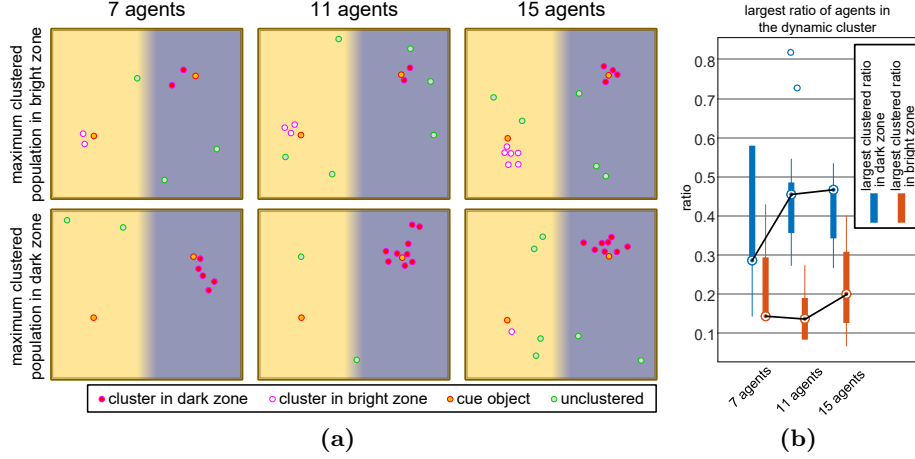 7 agents
11 agents
15 agents
maximum clustered
population in bright zone
maximum clustered
population in dark zone
cluster in dark zone
cluster in bright zone
cue object
unclustered
(a)
largest ratio of agents in
the dynamic cluster
ratio
0.8
0.7
0.6
0.5
0.4
0.3
0.2
0.1
largest clustered ratio
in dark zone
largest clustered ratio
in bright zone
7 agents
11 agents
15 agents
(b)